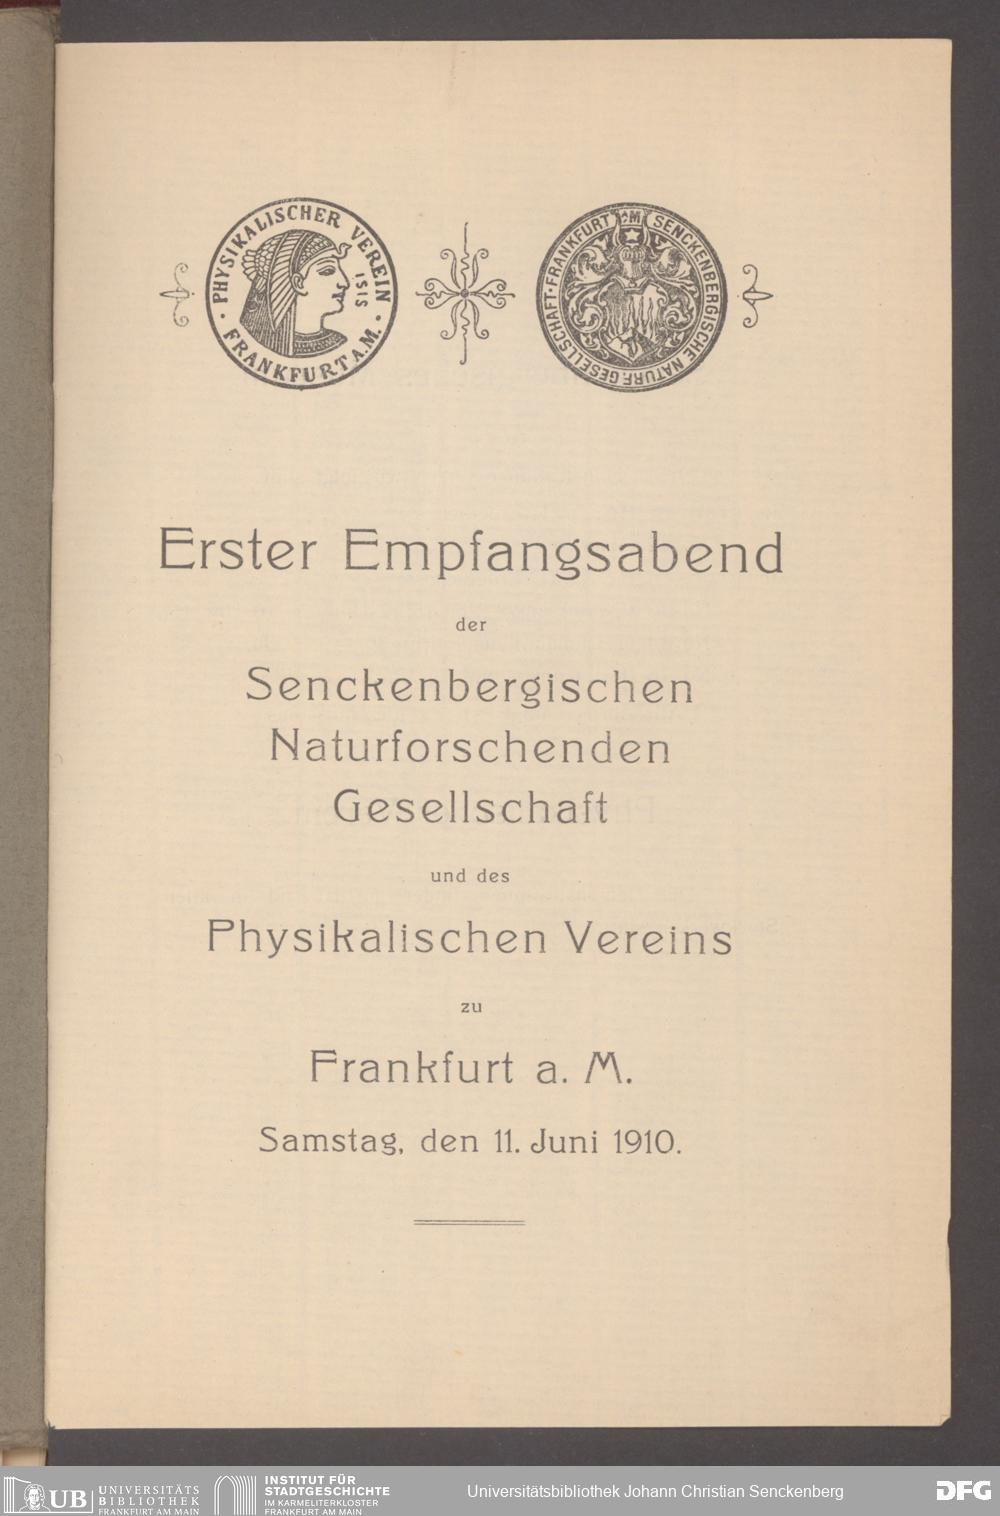 PHYSIKALISCHER VEREIN
ISIS
· FRANKFURT A.M. ·
FRANKFURT A/M SENCKENBERGISCHE NATURF. GESELLSCHAFT ·
Erster Empfangsabend
der
Senckenbergischen
Naturforschenden
Gesellschaft
und des
Physikalischen Vereins
zu
Frankfurt a. M.
Samstag, den 11. Juni 1910.
UB UNIVERSITÄTS
BIBLIOTHEK
FRANKFURT AM MAIN
INSTITUT FÜR
STADTGESCHICHTE
IM KARMELITERKLOSTER
FRANKFURT AM MAIN
Universitätsbibliothek Johann Christian Senckenberg
DFG